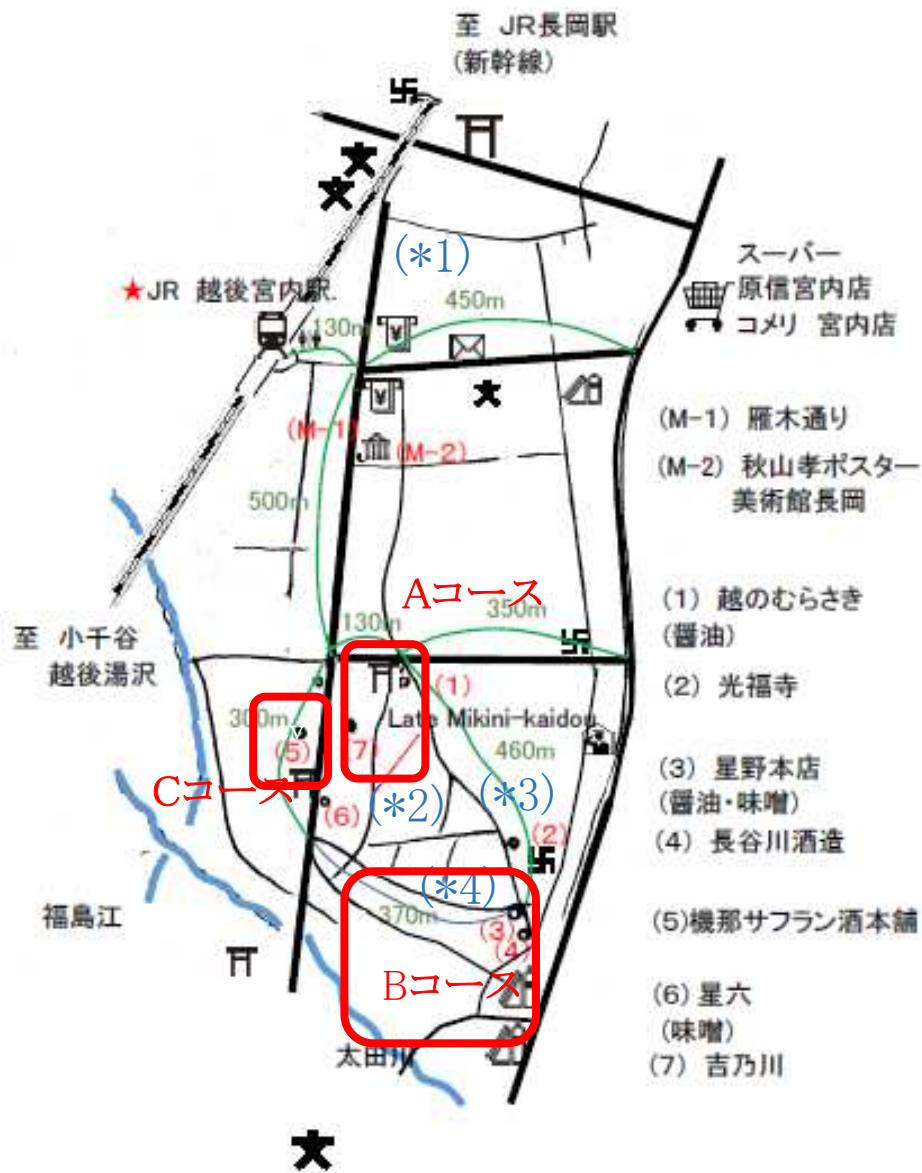 至 JR長岡駅
(新幹線)
(*1)
スーパー
原信宮内店
コメリ 宮内店
★JR 越後宮内駅.
130m
450m
(M-1)
(M-2)
(M-1) 雁木通り
(M-2) 秋山孝ポスター
美術館長岡
500m
Aコース
130m
350m
(1) 越のむらさき
(醤油)
至 小千谷
越後湯沢
(1)
(2) 光福寺
300m
Late Mikini-kaidou
(5)
(7)
460m
Cコース
(*2)
(*3)
(3) 星野本店
(醤油・味噌)
(6)
(2)
(4) 長谷川酒造
(*4)
福島江
370m
(3)
(4)
(5)機那サフラン酒本舗
Bコース
(6) 星六
(味噌)
太田川
(7) 吉乃川